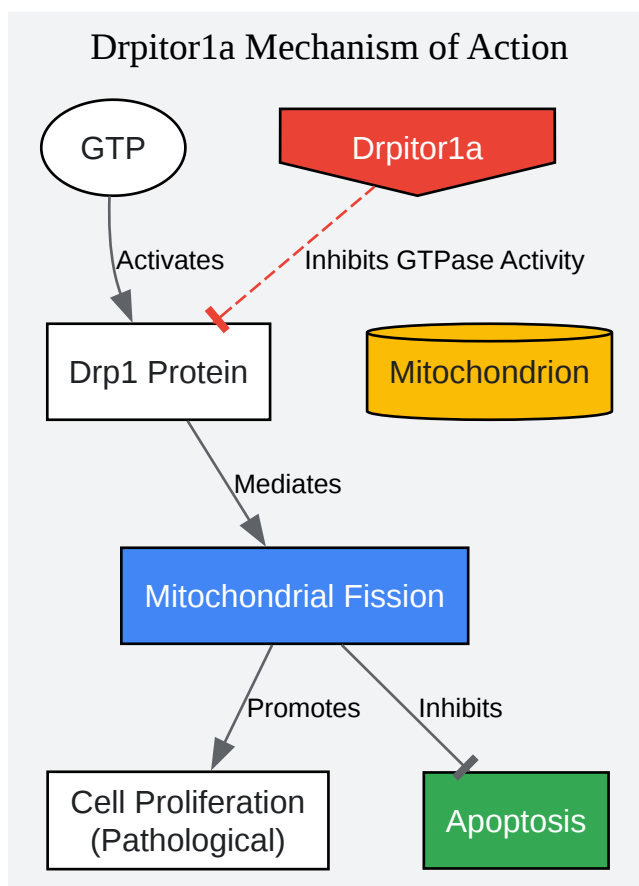 Drpitor1a Mechanism of Action
GTP
Drpitor1a
Activates
Inhibits GTPase Activity
Drp1 Protein
Mitochondrion
Mediates
Mitochondrial Fission
Promotes
Inhibits
Cell Proliferation
(Pathological)
Apoptosis